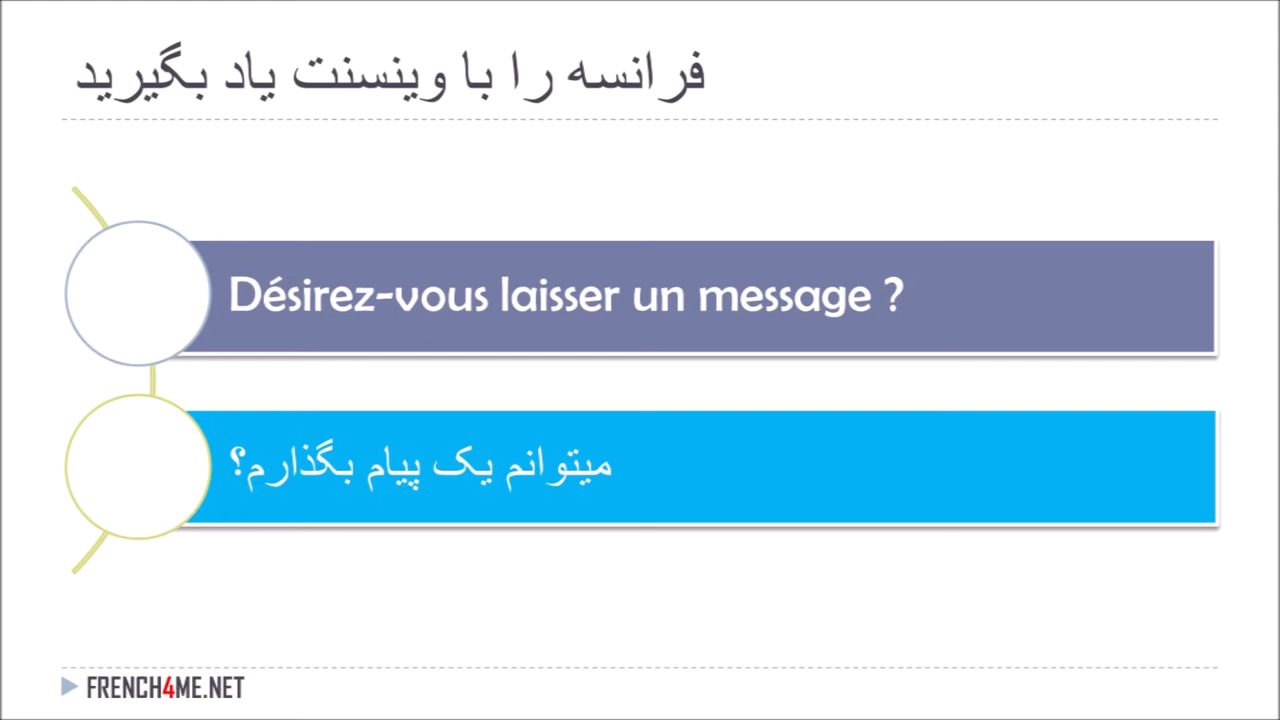 فرانسه را با وینسنت یاد بگیرید
Désirez-vous laisser un message ?
میتوانم یک پیام بگذارم؟
FRENCH4ME.NET